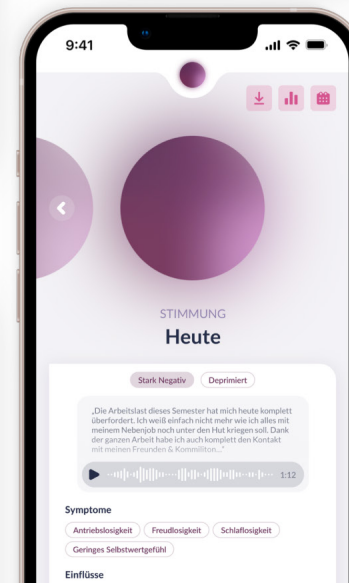 9:41
STIMMUNG
Heute
Stark Negativ Deprimiert
„Die Arbeitslast dieses Semester hat mich heute komplett
überfordert. Ich weiß einfach nicht mehr wie ich alles mit
meinem Nebenjob noch unter den Hut kriegen soll. Dank
der ganzen Arbeit habe ich auch komplett den Kontakt
mit meinen Freunden & Kommiliton..."
1:12
Symptome
Antriebslosigkeit Freudlosigkeit Schlaflosigkeit
Geringes Selbstwertgefühl
Einflüsse